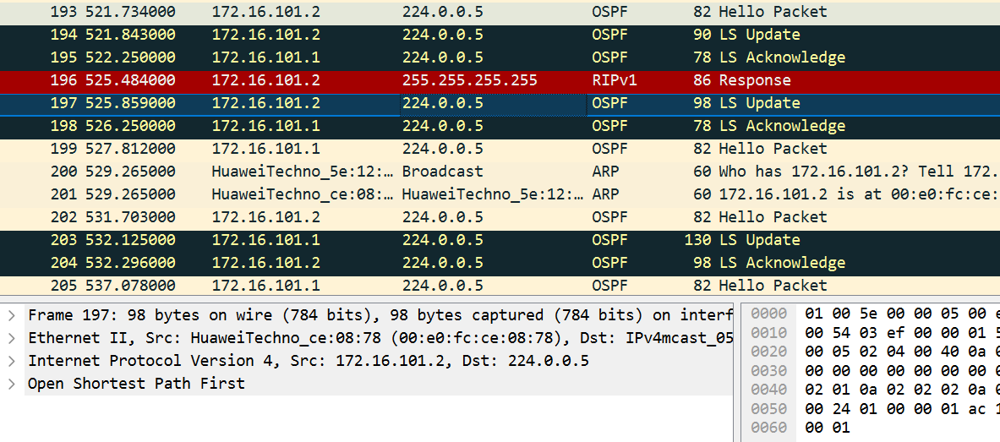 193 521.734000 172.16.101.2 224.0.0.5 OSPF 82 Hello Packet
194 521.843000 172.16.101.2 224.0.0.5 OSPF 90 LS Update
195 522.250000 172.16.101.1 224.0.0.5 OSPF 78 LS Acknowledge
196 525.484000 172.16.101.2 255.255.255.255 RIPv1 86 Response
197 525.859000 172.16.101.2 224.0.0.5 OSPF 98 LS Update
198 526.250000 172.16.101.1 224.0.0.5 OSPF 78 LS Acknowledge
199 527.812000 172.16.101.1 224.0.0.5 OSPF 82 Hello Packet
200 529.265000 HuaweiTechno_5e:12:… Broadcast ARP 60 Who has 172.16.101.2? Tell 172.
201 529.265000 HuaweiTechno_ce:08:… HuaweiTechno_5e:12:… ARP 60 172.16.101.2 is at 00:e0:fc:ce:
202 531.703000 172.16.101.2 224.0.0.5 OSPF 82 Hello Packet
203 532.125000 172.16.101.1 224.0.0.5 OSPF 130 LS Update
204 532.296000 172.16.101.2 224.0.0.5 OSPF 98 LS Acknowledge
205 537.078000 172.16.101.1 224.0.0.5 OSPF 82 Hello Packet
Frame 197: 98 bytes on wire (784 bits), 98 bytes captured (784 bits) on interf
Ethernet II, Src: HuaweiTechno_ce:08:78 (00:e0:fc:ce:08:78), Dst: IPv4mcast_05
Internet Protocol Version 4, Src: 172.16.101.2, Dst: 224.0.0.5
Open Shortest Path First
0000 01 00 5e 00 00 05 00 e
0010 00 54 03 ef 00 00 01 5
0020 00 05 02 04 00 40 0a 0
0030 00 00 00 00 00 00 00 0
0040 02 01 0a 02 02 02 0a 0
0050 00 24 01 00 00 01 ac 1
0060 00 01